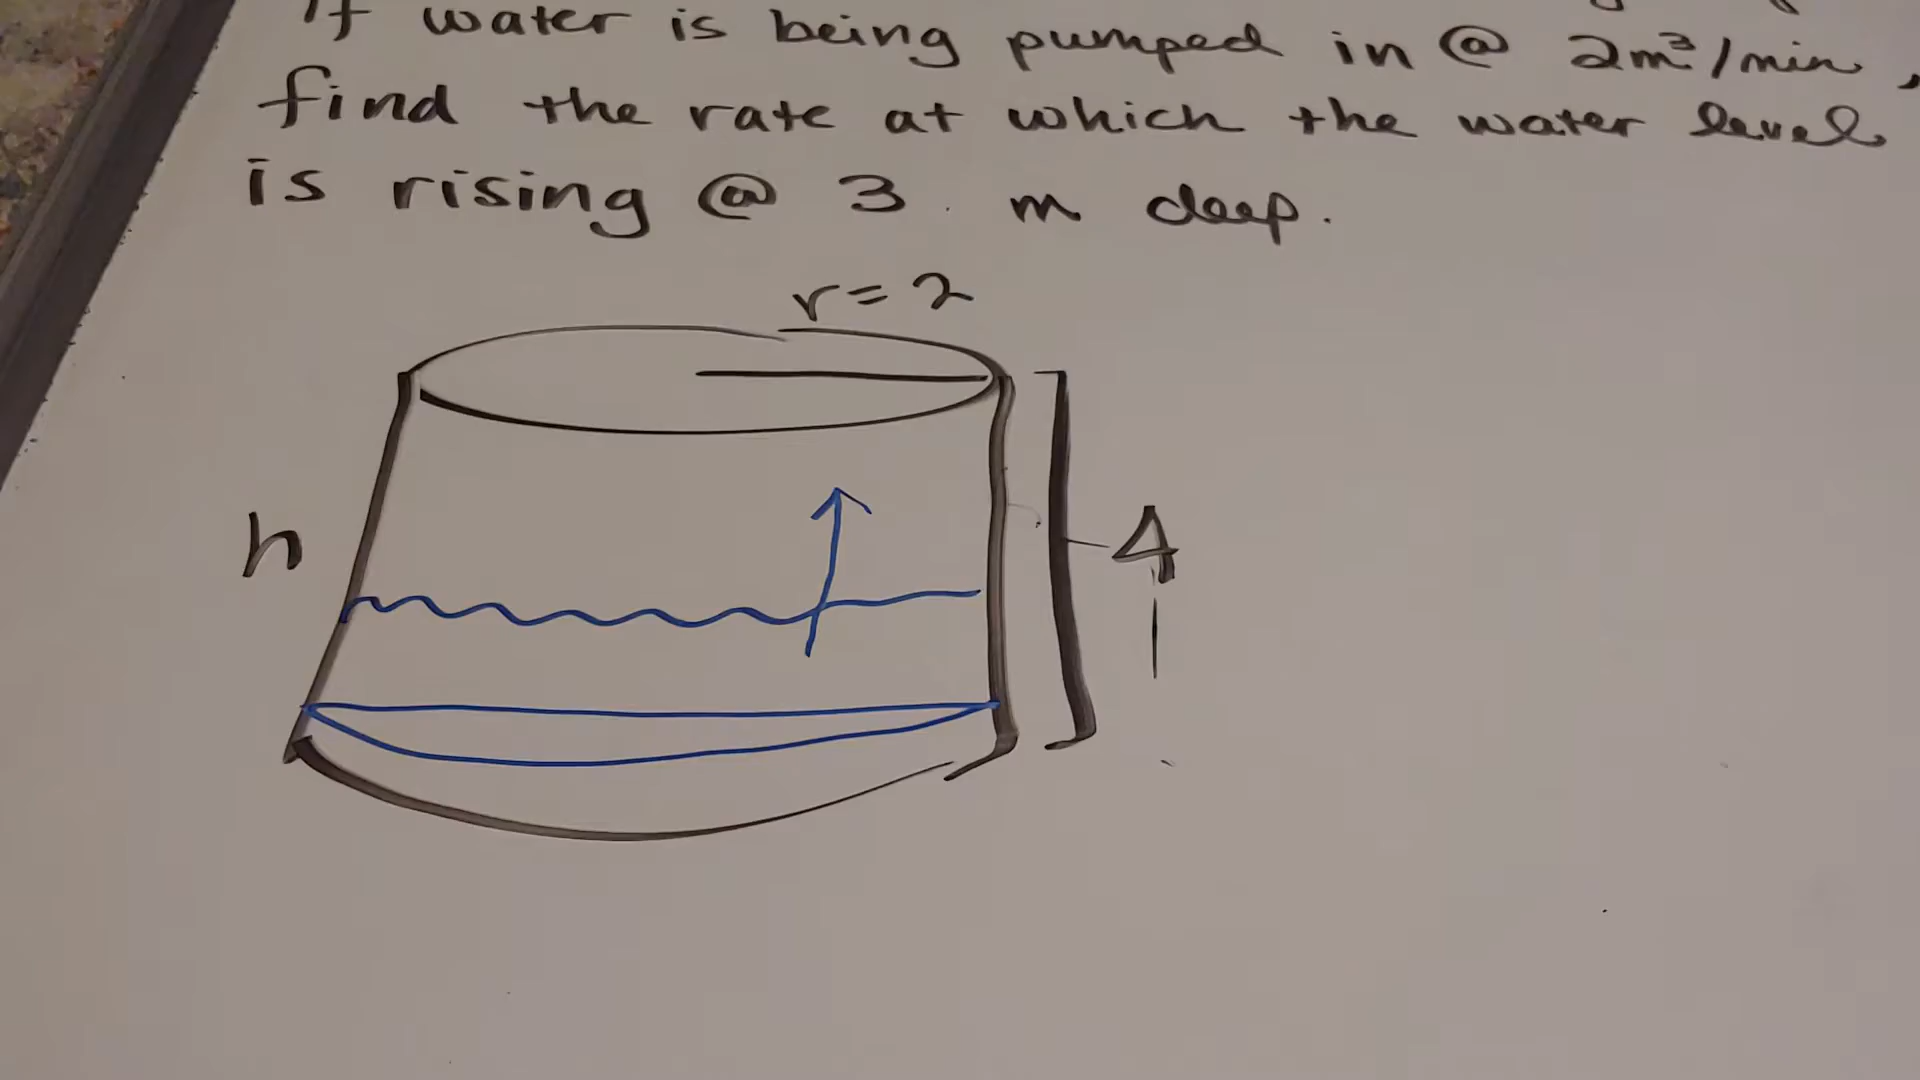 If water is being pumped in @ 2m³/min,
find the rate at which the water level
is rising @ 3 m deep.
r = 2
h
4